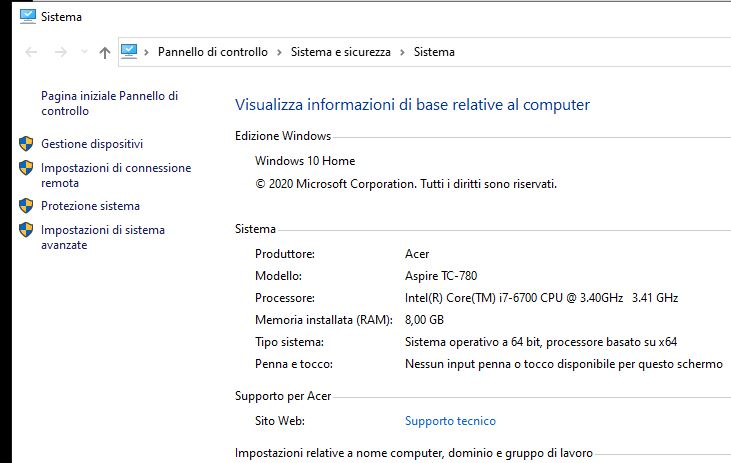 Sistema
Pannello di controllo > Sistema e sicurezza > Sistema
Pagina iniziale Pannello di
controllo
Gestione dispositivi
Impostazioni di connessione
remota
Protezione sistema
Impostazioni di sistema
avanzate
Visualizza informazioni di base relative al computer
Edizione Windows
Windows 10 Home
© 2020 Microsoft Corporation. Tutti i diritti sono riservati.
Sistema
Produttore: Acer
Modello: Aspire TC-780
Processore: Intel(R) Core(TM) i7-6700 CPU @ 3.40GHz 3.41 GHz
Memoria installata (RAM): 8,00 GB
Tipo sistema: Sistema operativo a 64 bit, processore basato su x64
Penna e tocco: Nessun input penna o tocco disponibile per questo schermo
Supporto per Acer
Sito Web: Supporto tecnico
Impostazioni relative a nome computer, dominio e gruppo di lavoro